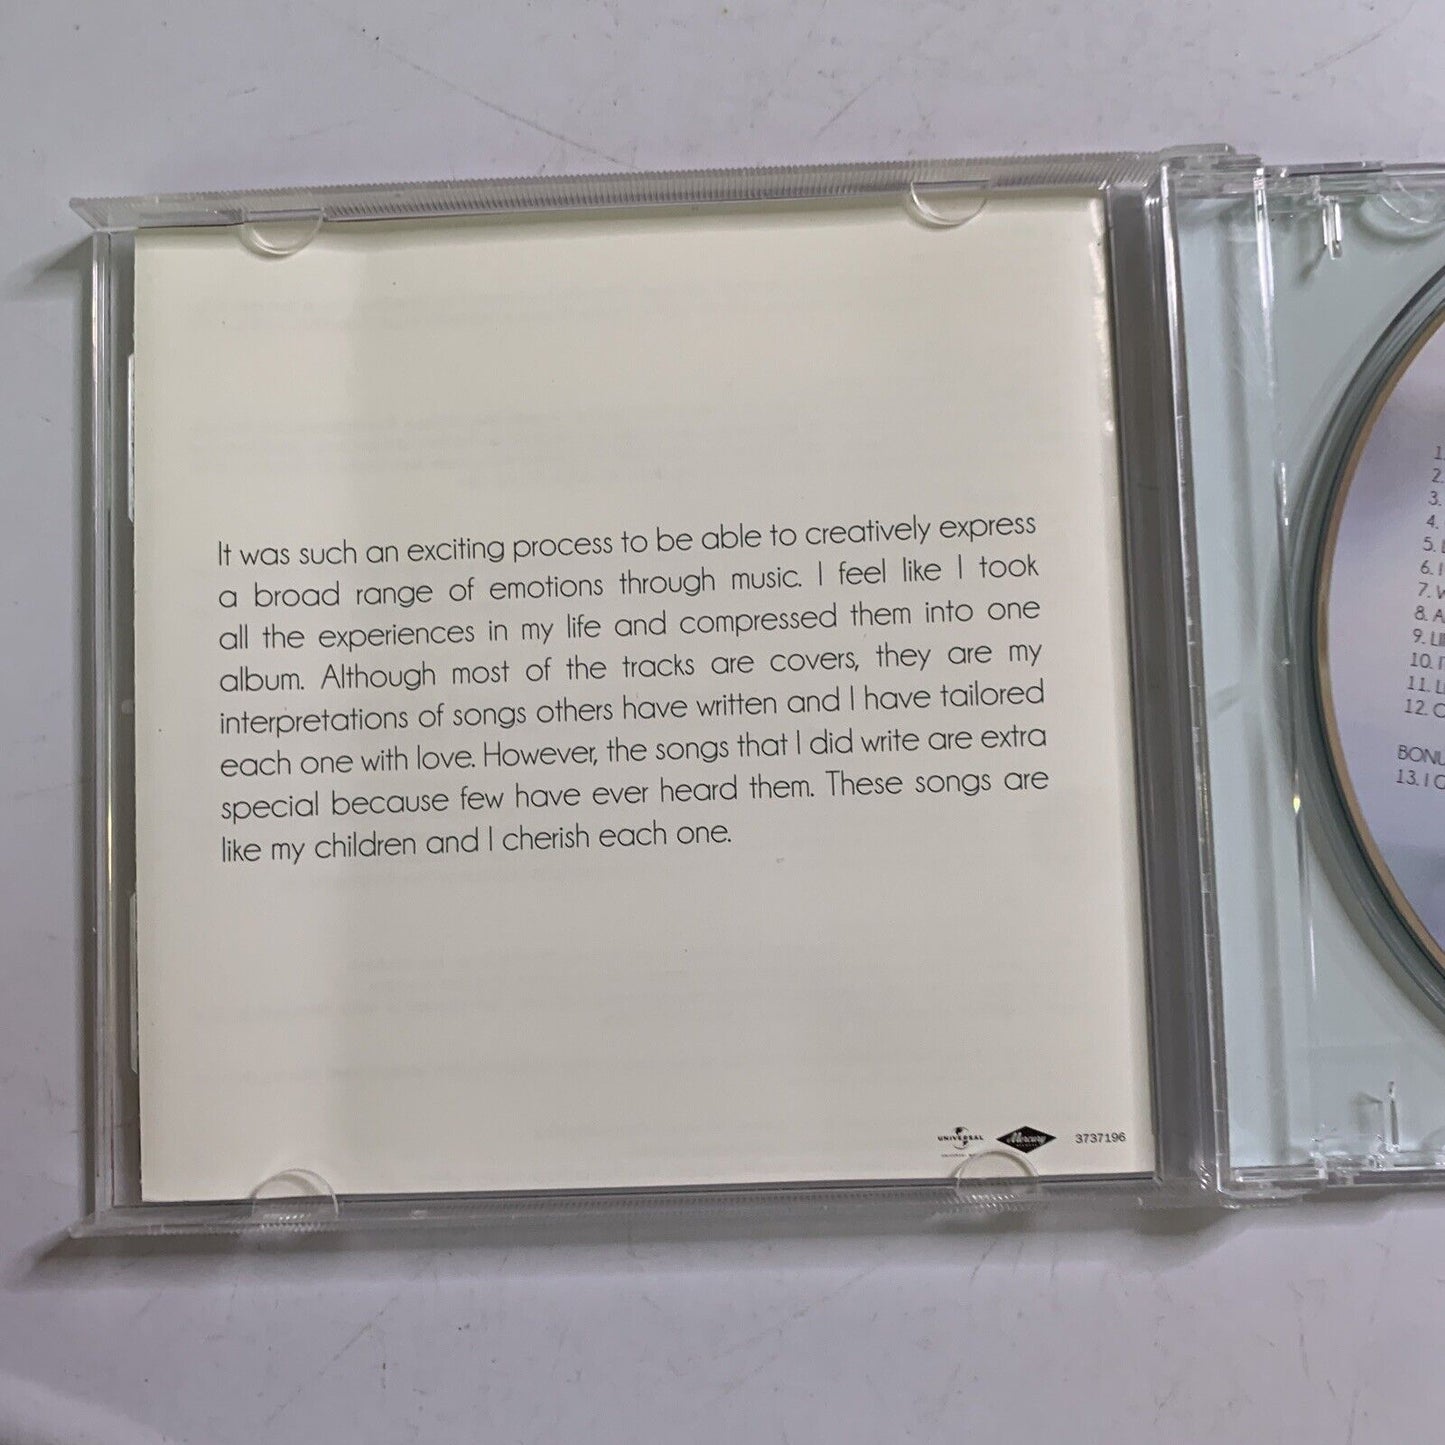 It was such an exciting process to be able to creatively express
a broad range of emotions through music. I feel like I took
all the experiences in my life and compressed them into one
album. Although most of the tracks are covers, they are my
interpretations of songs others have written and I have tailored
each one with love. However, the songs that I did write are extra
special because few have ever heard them. These songs are
like my children and I cherish each one.
UNIVERSAL
Mercury
3737196
1.
2.
3.
4.
5.
6. I
7.
8. A
9. LI
10. I
11. L
12. C
BONU
13. I C